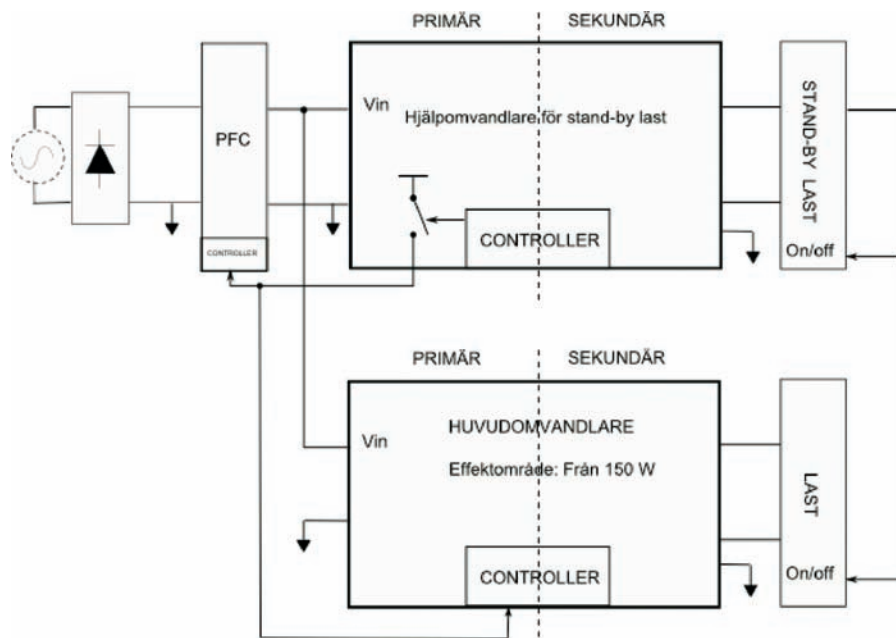 PRIMÄR
SEKUNDÄR
Vin
Hjälpomvandlare för stand-by last
PFC
CONTROLLER
CONTROLLER
STAND-BY LAST
On/off
PRIMÄR
SEKUNDÄR
HUVUDOMVANDLARE
Vin
Effektområde: Från 150 W
CONTROLLER
LAST
On/off